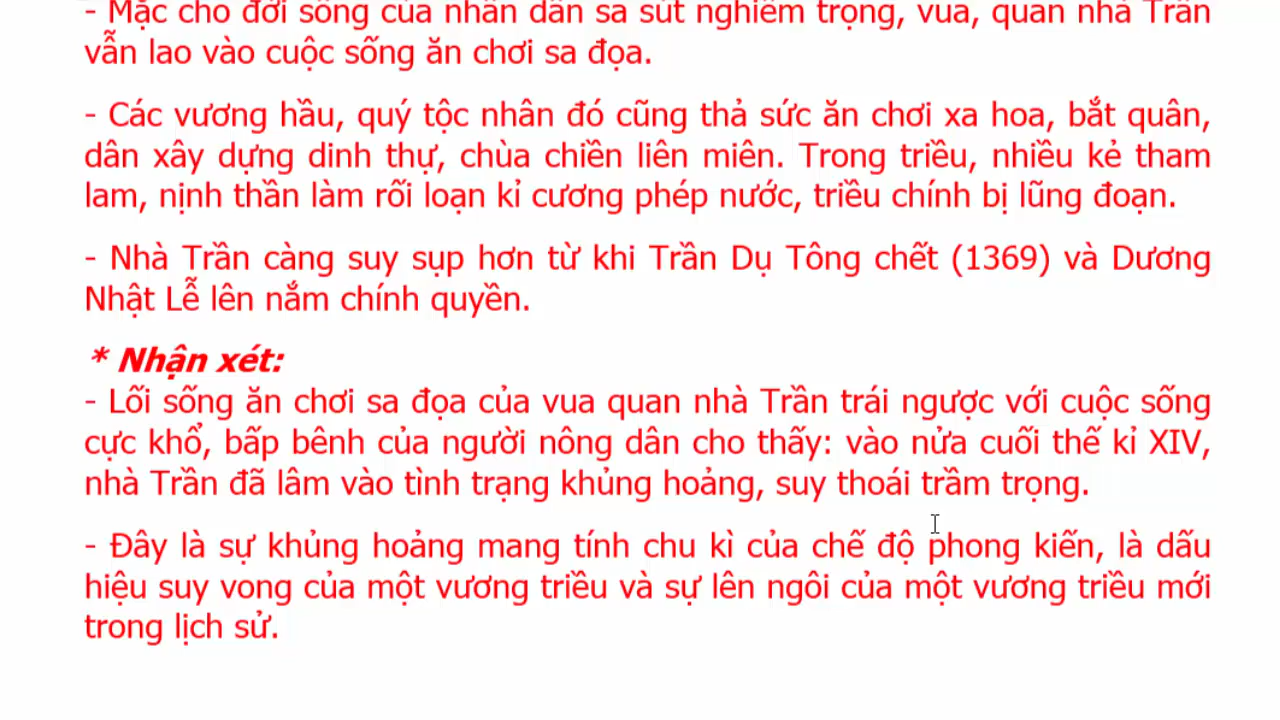 - Mặc cho đời sống của nhân dân sa sút nghiêm trọng, vua, quan nhà Trần
vẫn lao vào cuộc sống ăn chơi sa đọa.
- Các vương hầu, quý tộc nhân đó cũng thả sức ăn chơi xa hoa, bắt quân,
dân xây dựng dinh thự, chùa chiền liên miên. Trong triều, nhiều kẻ tham
lam, nịnh thần làm rối loạn kỉ cương phép nước, triều chính bị lũng đoạn.
- Nhà Trần càng suy sụp hơn từ khi Trần Dụ Tông chết (1369) và Dương
Nhật Lễ lên nắm chính quyền.
* Nhận xét:
- Lối sống ăn chơi sa đọa của vua quan nhà Trần trái ngược với cuộc sống
cực khổ, bấp bênh của người nông dân cho thấy: vào nửa cuối thế kỉ XIV,
nhà Trần đã lâm vào tình trạng khủng hoảng, suy thoái trầm trọng.
- Đây là sự khủng hoảng mang tính chu kì của chế độ phong kiến, là dấu
hiệu suy vong của một vương triều và sự lên ngôi của một vương triều mới
trong lịch sử.